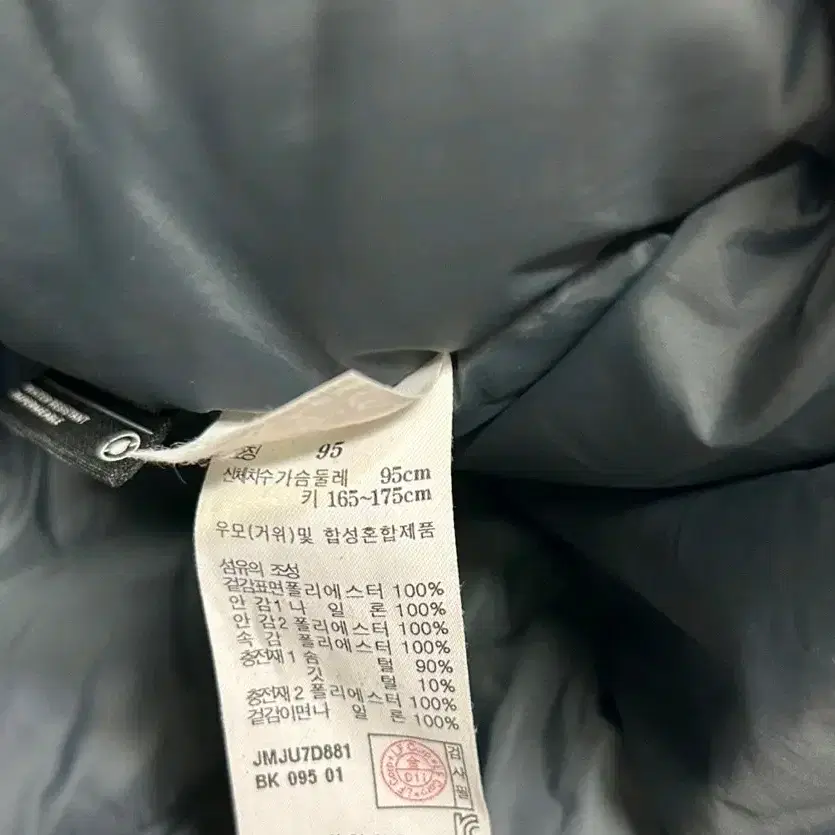 호칭 95
신체치수 가슴둘레 95cm
키 165~175cm
우모(거위)및 합성혼합제품
섬유의 조성
겉감표면 폴리에스터 100%
안 감1 나 일 론 100%
안 감2 폴리에스터 100%
속 감 폴리에스터 100%
충전재 1 솜 털 90%
깃 털 10%
충전재 2 폴리에스터 100%
겉감이면 나 일 론 100%
JMJU7D881
BK 095 01
LF Corp
D11
검사필